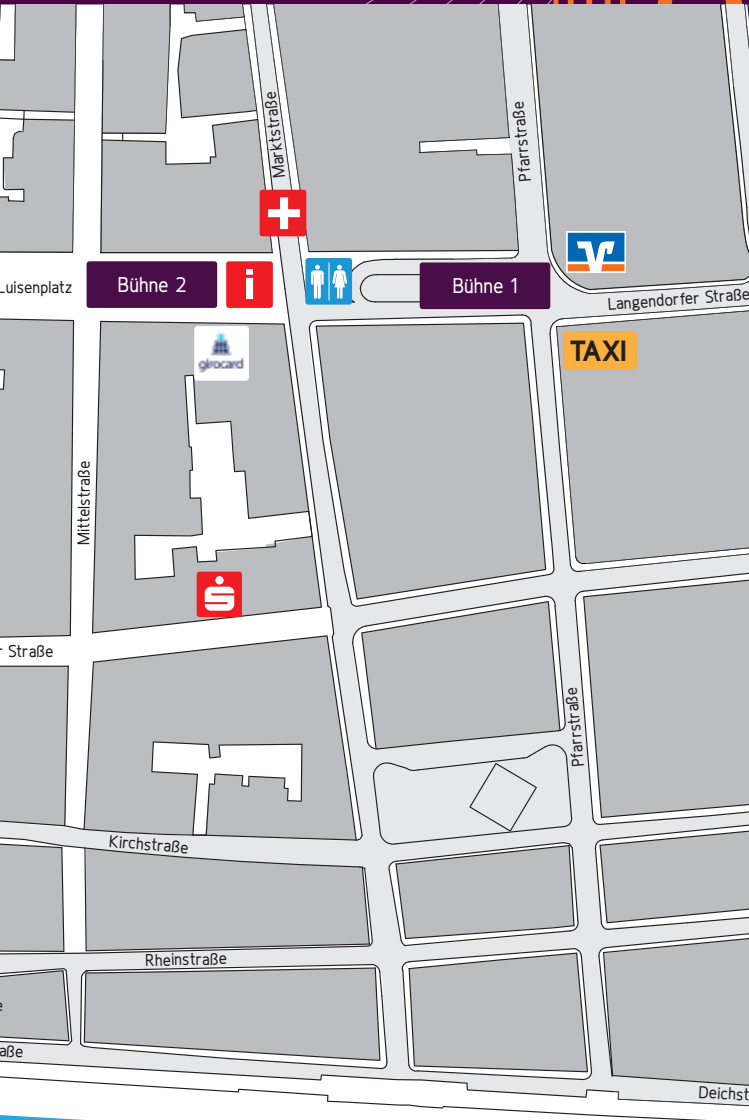 Marktstraße
Pfarrstraße
Luisenplatz
Bühne 2
i
Bühne 1
Langendorfer Straße
girocard
TAXI
Mittelstraße
r Straße
Pfarrstraße
Kirchstraße
Rheinstraße
e
aße
Deichst